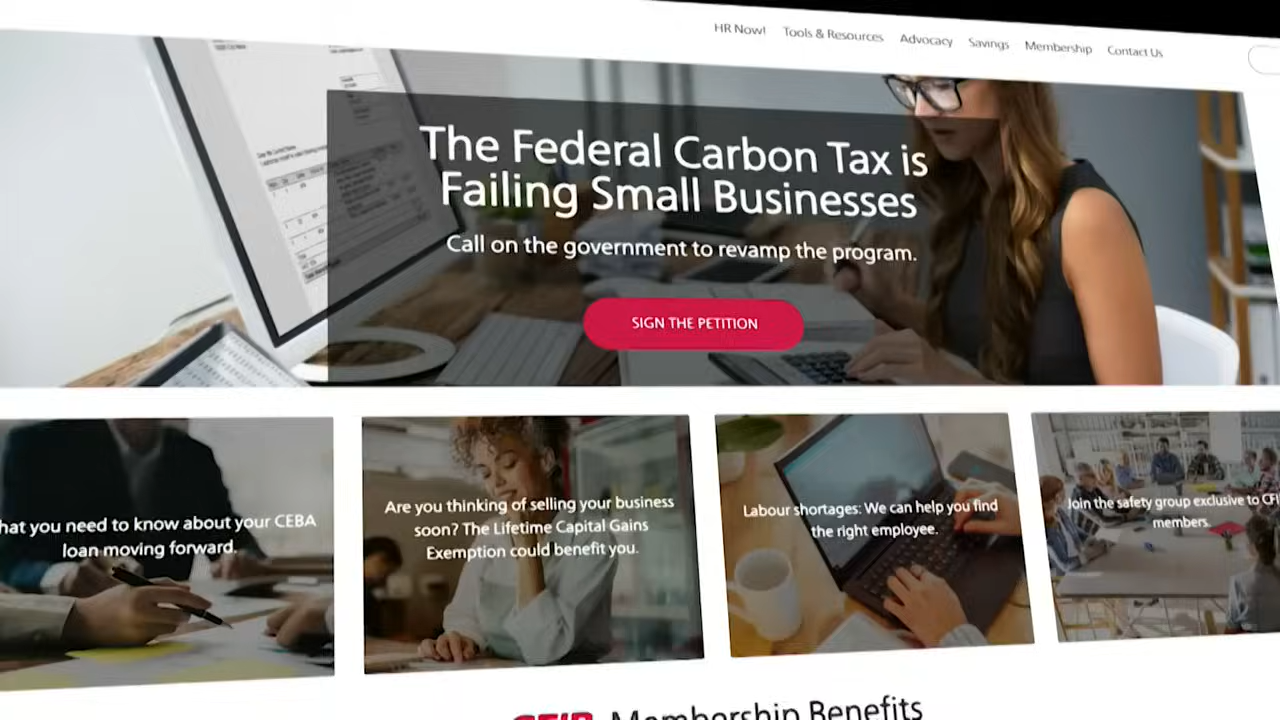 HR Now! Tools & Resources Advocacy Savings Membership Contact Us
The Federal Carbon Tax is
Failing Small Businesses
Call on the government to revamp the program.
SIGN THE PETITION
you need to know about your CEBA
loan moving forward.
Are you thinking of selling your business
soon? The Lifetime Capital Gains
Exemption could benefit you.
Labour shortages: We can help you find
the right employee.
Join the safety group exclusive to
members.
Membership Benefits